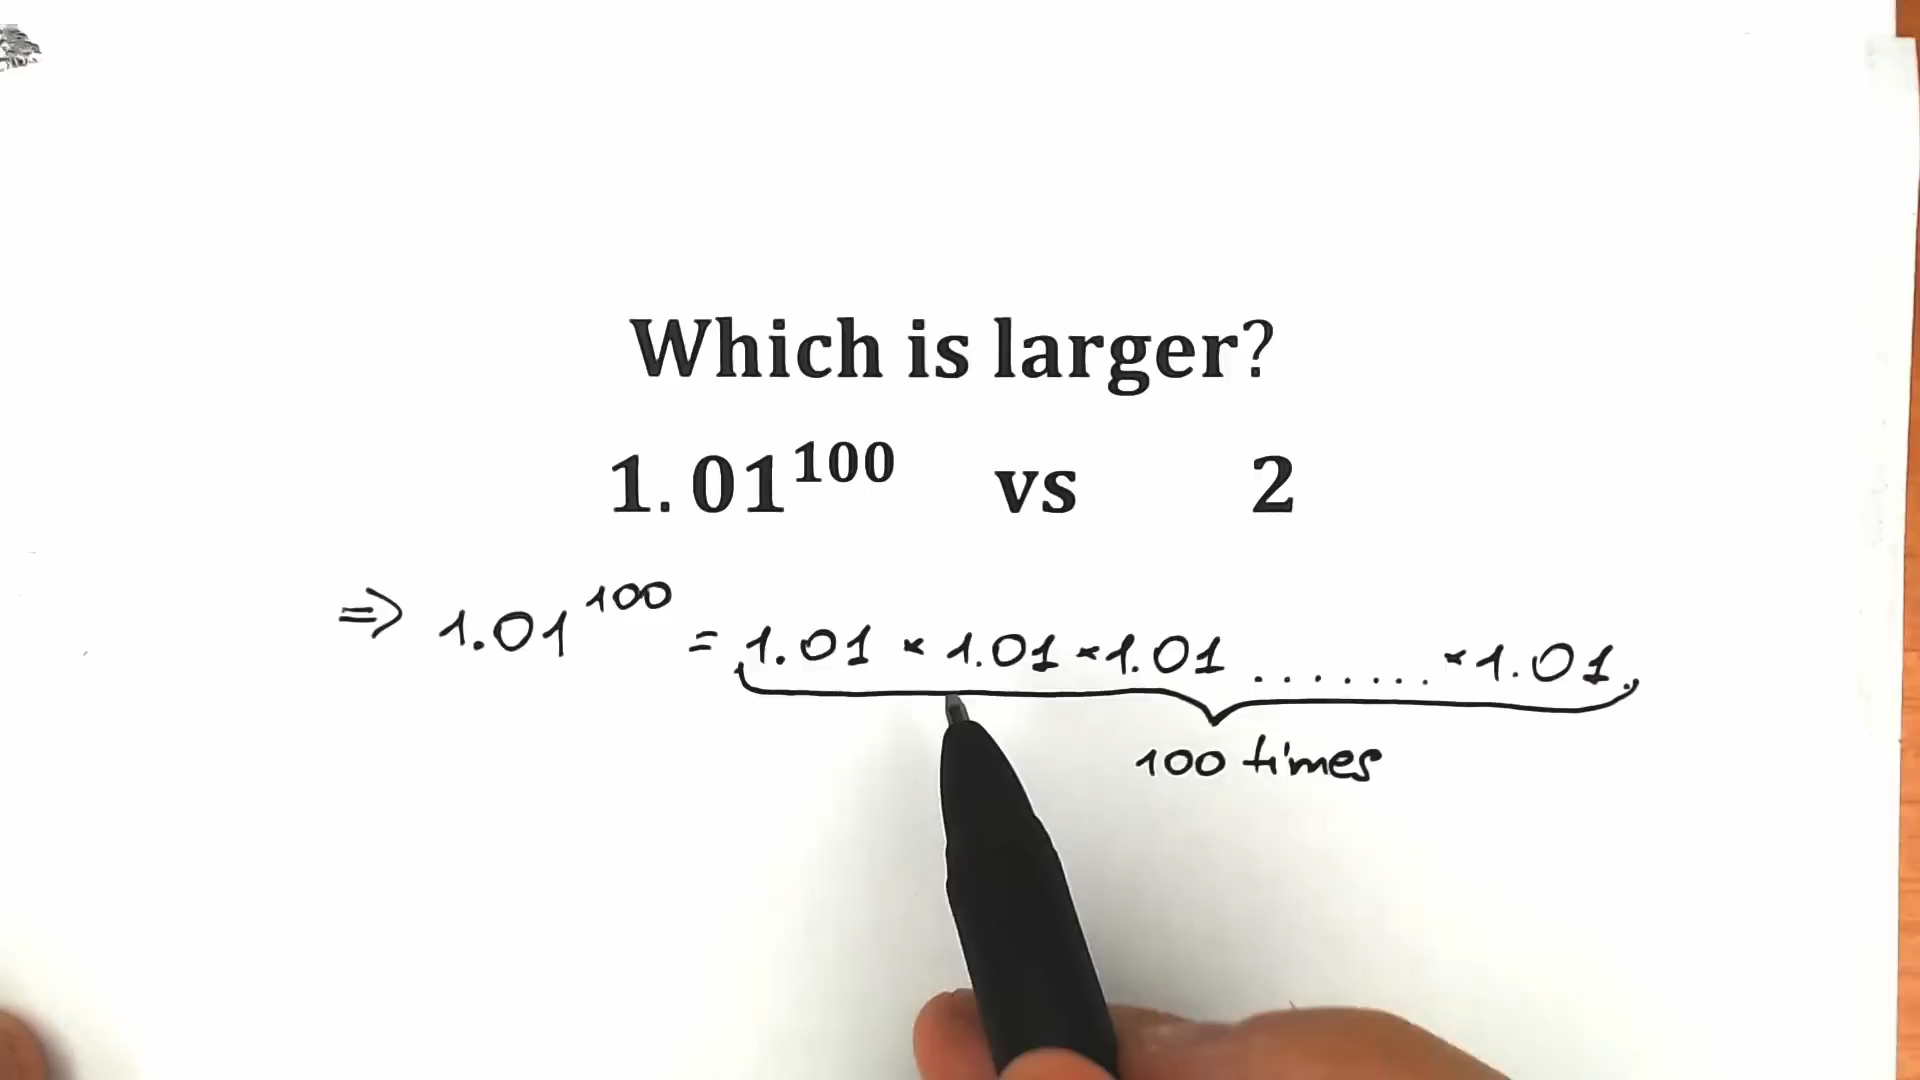 Which is larger?
1.01¹⁰⁰ vs 2
=> 1.01¹⁰⁰ = 1.01 × 1.01 × 1.01 ........ × 1.01
100 times